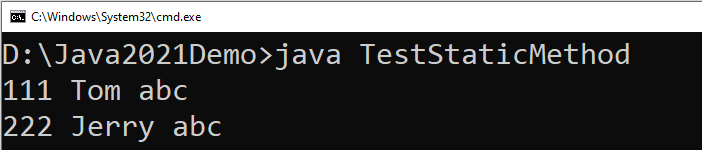 C:\Windows\System32\cmd.exe
D:\Java2021Demo>java TestStaticMethod
111 Tom abc
222 Jerry abc